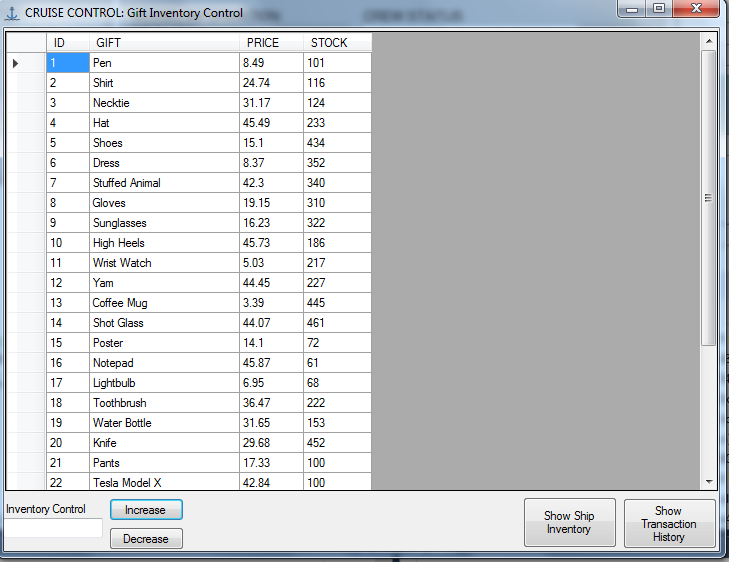 CRUISE CONTROL: Gift Inventory Control
ID GIFT PRICE STOCK
1 Pen 8.49 101
2 Shirt 24.74 116
3 Necktie 31.17 124
4 Hat 45.49 233
5 Shoes 15.1 434
6 Dress 8.37 352
7 Stuffed Animal 42.3 340
8 Gloves 19.15 310
9 Sunglasses 16.23 322
10 High Heels 45.73 186
11 Wrist Watch 5.03 217
12 Yam 44.45 227
13 Coffee Mug 3.39 445
14 Shot Glass 44.07 461
15 Poster 14.1 72
16 Notepad 45.87 61
17 Lightbulb 6.95 68
18 Toothbrush 36.47 222
19 Water Bottle 31.65 153
20 Knife 29.68 452
21 Pants 17.33 100
22 Tesla Model X 42.84 100
Inventory Control
Increase
Decrease
Show Ship
Inventory
Show
Transaction
History